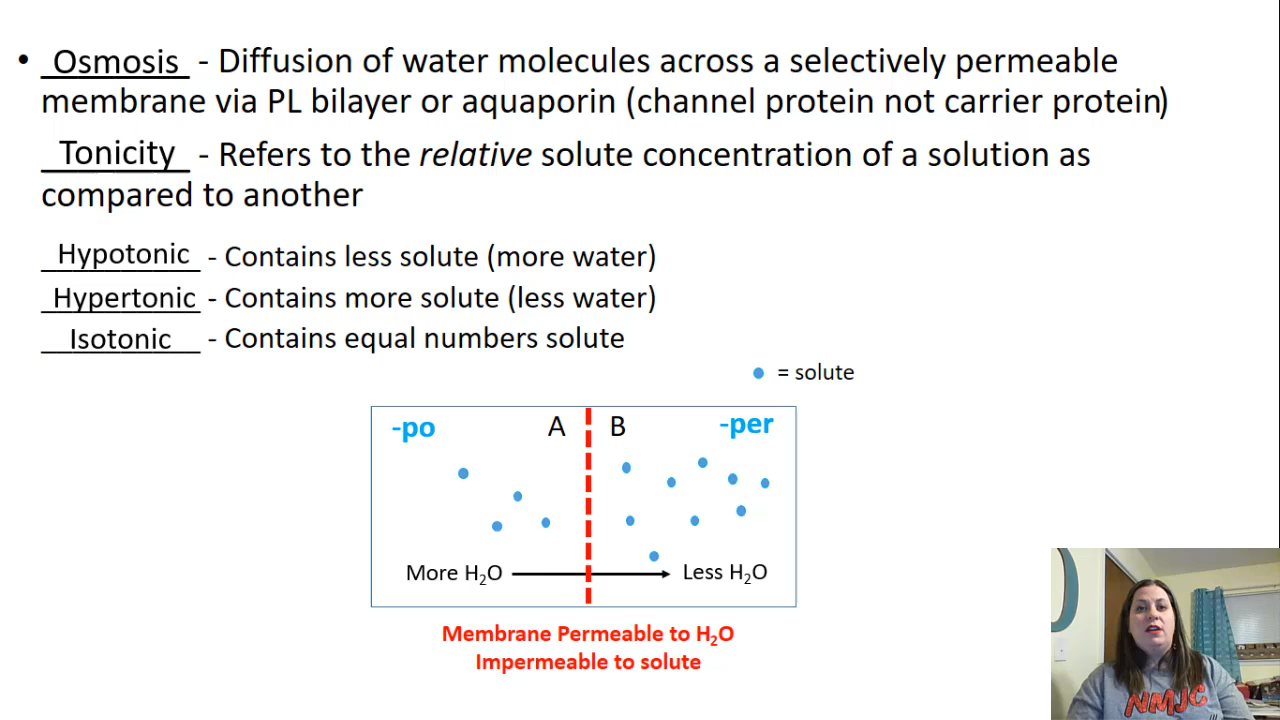 • Osmosis - Diffusion of water molecules across a selectively permeable
membrane via PL bilayer or aquaporin (channel protein not carrier protein)
Tonicity - Refers to the relative solute concentration of a solution as
compared to another
Hypotonic - Contains less solute (more water)
Hypertonic - Contains more solute (less water)
Isotonic - Contains equal numbers solute
= solute
-po A B -per
More H₂O Less H₂O
Membrane Permeable to H₂O
Impermeable to solute
NMJC